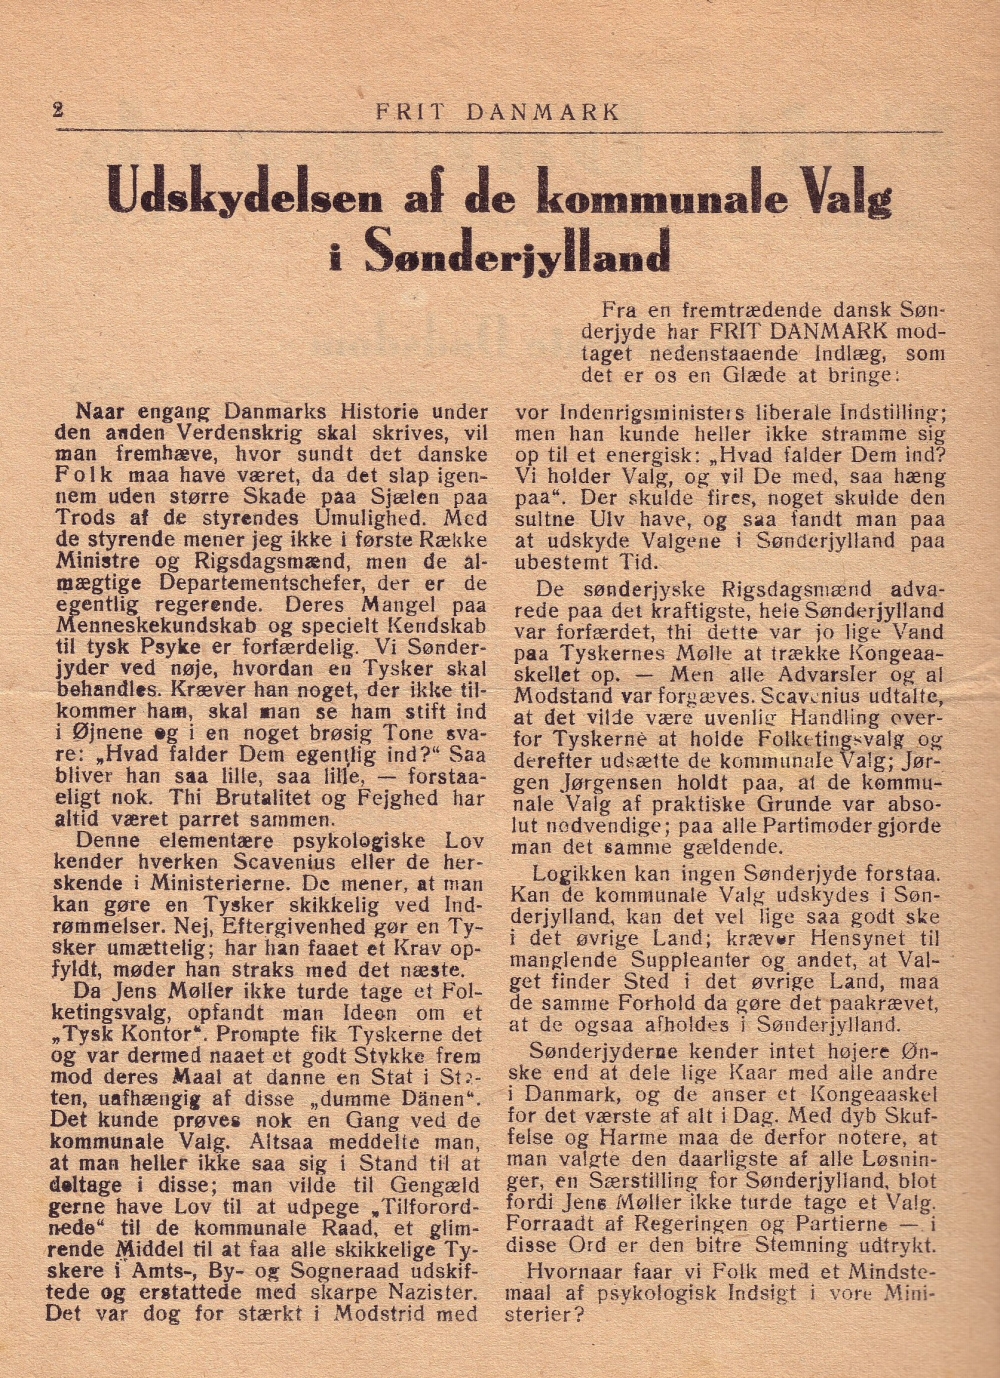 2
FRIT DANMARK
Udskydelsen af de kommunale Valg
i Sønderjylland
Fra en fremtrædende dansk Søn-
derjyde har FRIT DANMARK mod-
taget nedenstaaende Indlæg, som
det er os en Glæde at bringe:
Naar engang Danmarks Historie under
den anden Verdenskrig skal skrives, vil
man fremhæve, hvor sundt det danske
Folk maa have været, da det slap igen-
nem uden større Skade paa Sjælen paa
Trods af de styrendes Umulighed. Med
de styrende mener jeg ikke i første Række
Ministre og Rigsdagsmænd, men de al-
mægtige Departementschefer, der er de
egentlig regerende. Deres Mangel paa
Menneskekundskab og specielt Kendskab
til tysk Psyke er forfærdelig. Vi Sønder-
jyder ved nøje, hvordan en Tysker skal
behandles. Kræver han noget, der ikke til-
kommer ham, skal man se ham stift ind
i Øjnene og i en noget brøsig Tone sva-
re: „Hvad falder Dem egentlig ind?“ Saa
bliver han saa lille, saa lille, — forstaa-
eligt nok. Thi Brutalitet og Fejghed har
altid været parret sammen.
Denne elementære psykologiske Lov
kender hverken Scavenius eller de her-
skende i Ministerierne. De mener, at man
kan gøre en Tysker skikkelig ved Ind-
rømmelser. Nej, Eftergivenhed gør en Ty-
sker umættelig; har han faaet et Krav op-
fyldt, møder han straks med det næste.
Da Jens Møller ikke turde tage et Fol-
ketingsvalg, opfandt man Ideen om et
„Tysk Kontor“. Prompte fik Tyskerne det
og var dermed naaet et godt Stykke frem
mod deres Maal at danne en Stat i Sta-
ten, uafhængig af disse „dumme Dänen“.
Det kunde prøves nok en Gang ved de
kommunale Valg. Altsaa meddelte man,
at man heller ikke saa sig i Stand til at
deltage i disse; man vilde til Gengæld
gerne have Lov til at udpege „Tilforord-
nede“ til de kommunale Raad, et glim-
rende Middel til at faa alle skikkelige Ty-
skere i Amts-, By- og Sogneraad udskif-
tede og erstattede med skarpe Nazister.
Det var dog for stærkt i Modstrid med
vor Indenrigsministers liberale Indstilling;
men han kunde heller ikke stramme sig
op til et energisk: „Hvad falder Dem ind?
Vi holder Valg, og vil De med, saa hæng
paa“. Der skulde fires, noget skulde den
sultne Ulv have, og saa fandt man paa
at udskyde Valgene i Sønderjylland paa
ubestemt Tid.
De sønderjyske Rigsdagsmænd adva-
rede paa det kraftigste, hele Sønderjylland
var forfærdet, thi dette var jo lige Vand
paa Tyskernes Mølle at trække Kongeaa-
skellet op. — Men alle Advarsler og al
Modstand var forgæves. Scavenius udtalte,
at det vilde være uvenlig Handling over-
for Tyskerne at holde Folketingsvalg og
derefter udsætte de kommunale Valg; Jør-
gen Jørgensen holdt paa, at de kommu-
nale Valg af praktiske Grunde var abso-
lut nødvendige; paa alle Partimøder gjorde
man det samme gældende.
Logikken kan ingen Sønderjyde forstaa.
Kan de kommunale Valg udskydes i Søn-
derjylland, kan det vel lige saa godt ske
i det øvrige Land; kræver Hensynet til
manglende Suppleanter og andet, at Val-
get finder Sted i det øvrige Land, maa
de samme Forhold da gøre det paakrævet,
at de ogsaa afholdes i Sønderjylland.
Sønderjyderne kender intet højere Øn-
ske end at dele lige Kaar med alle andre
i Danmark, og de anser et Kongeaaskel
for det værste af alt i Dag. Med dyb Skuf-
felse og Harme maa de derfor notere, at
man valgte den daarligste af alle Løsnin-
ger, en Særstilling for Sønderjylland, blot
fordi Jens Møller ikke turde tage et Valg.
Forraadt af Regeringen og Partierne — i
disse Ord er den bitre Stemning udtrykt.
Hvornaar faar vi Folk med et Mindste-
maal af psykologisk Indsigt i vore Mini-
sterier?